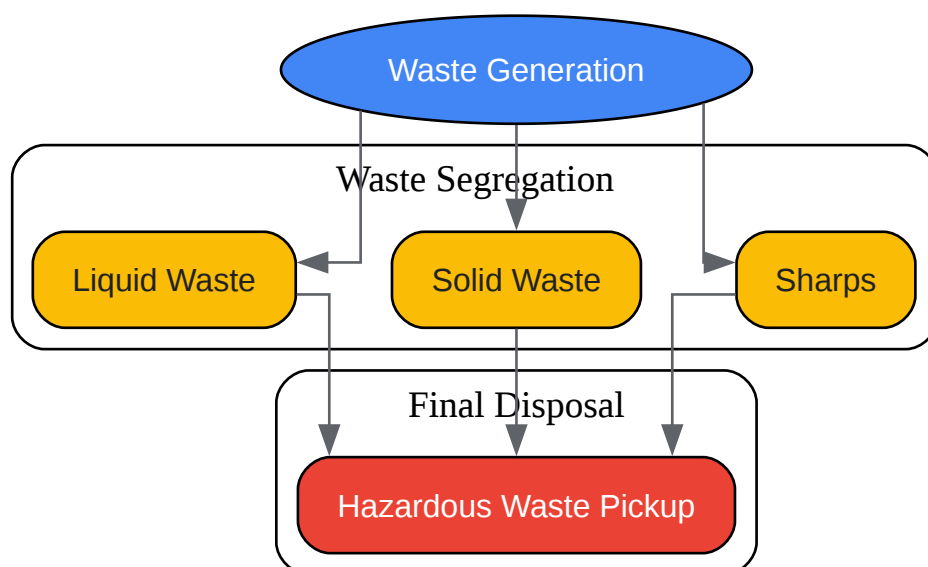 Waste Generation
Waste Segregation
Liquid Waste
Solid Waste
Sharps
Final Disposal
Hazardous Waste Pickup